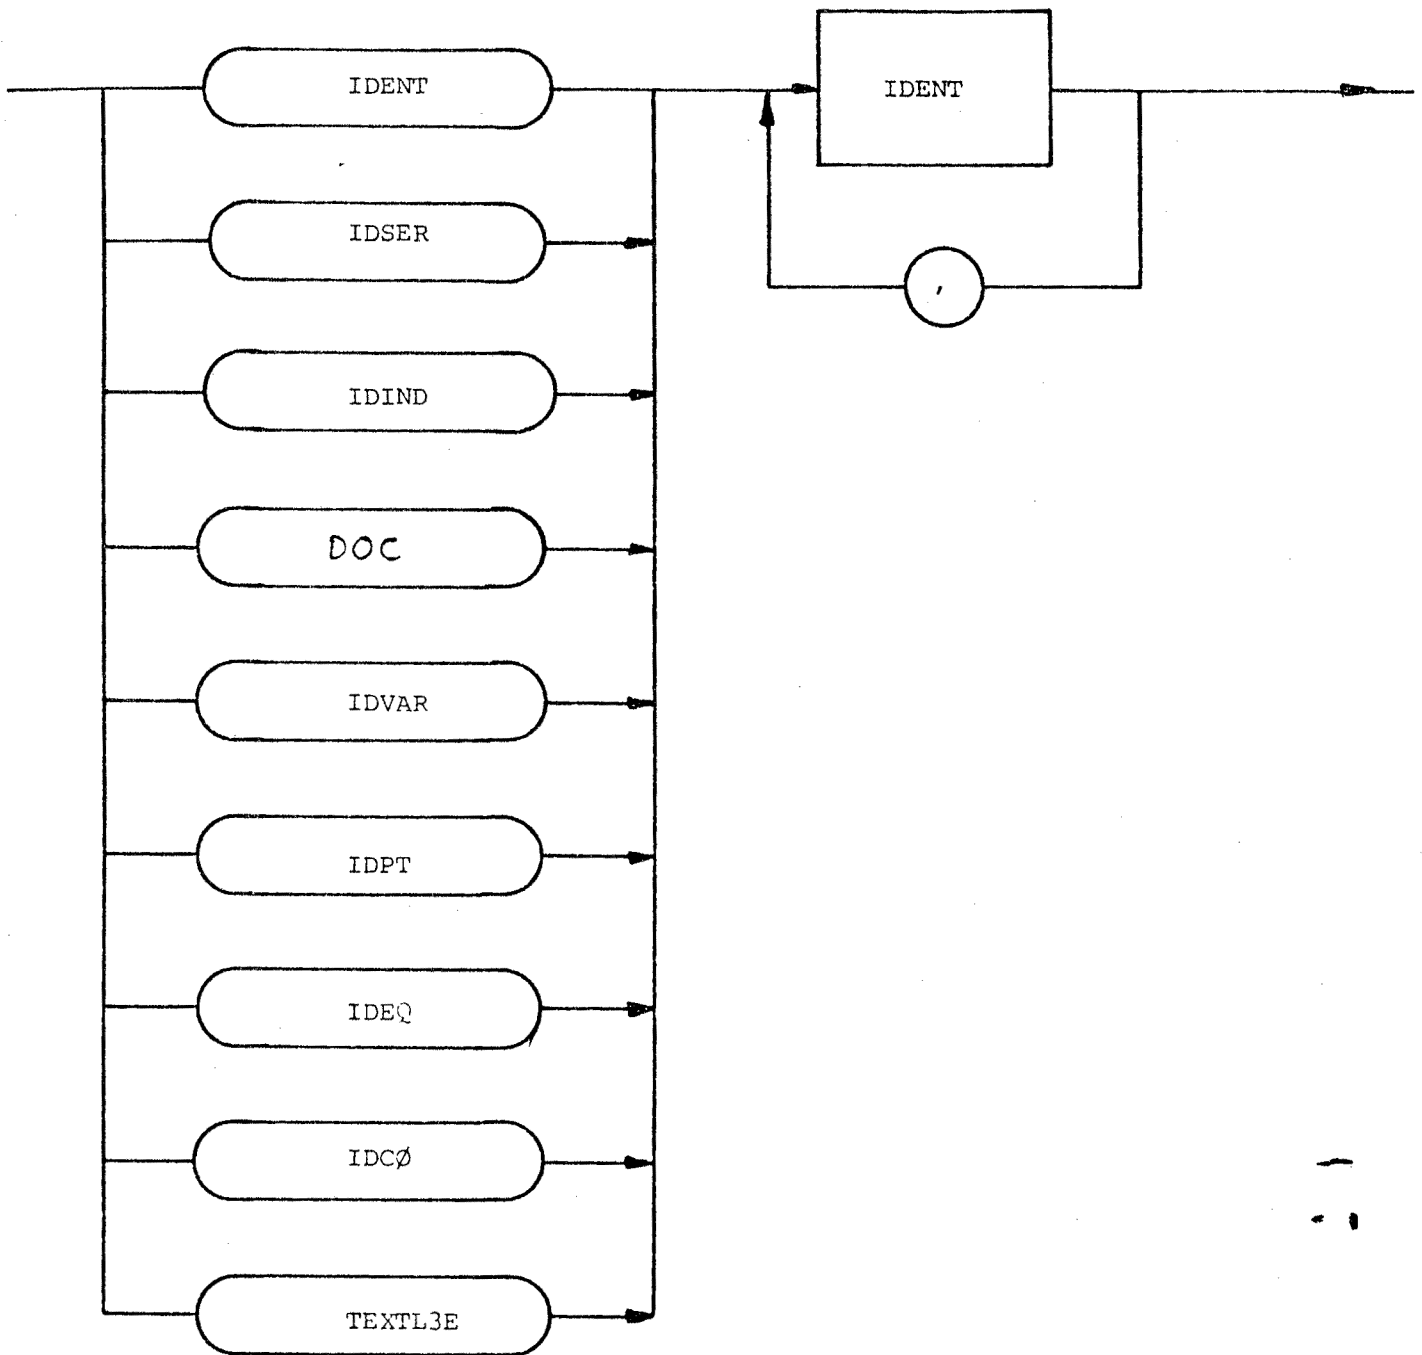 IDENT
IDENT
IDSER
,
IDIND
DOC
IDVAR
IDPT
IDEQ
IDCØ
TEXTL3E